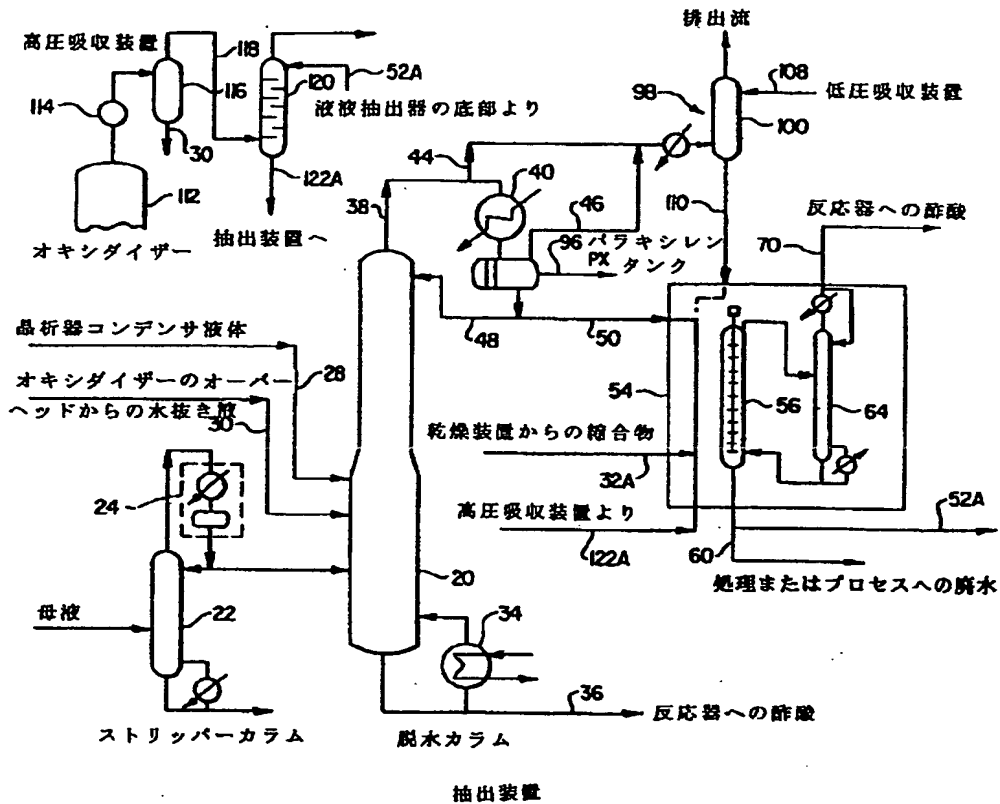 排出流
高圧吸収装置
118
52A
120
114
116
液液抽出器の底部より
30
112
122A
オキシダイザー
抽出装置へ
98
108
低圧吸収装置
100
44
40
38
46
110
96 パラキシレン
PX タンク
反応器への酢酸
70
晶析器コンデンサ液体
28
48
50
オキシダイザーのオーバー
ヘッドからの水抜き液
30
54
56
64
乾燥装置からの縮合物
32A
24
高圧吸収装置より
52A
122A
60
20
処理またはプロセスへの廃水
母液
22
34
36
反応器への酢酸
ストリッパーカラム
脱水カラム
抽出装置